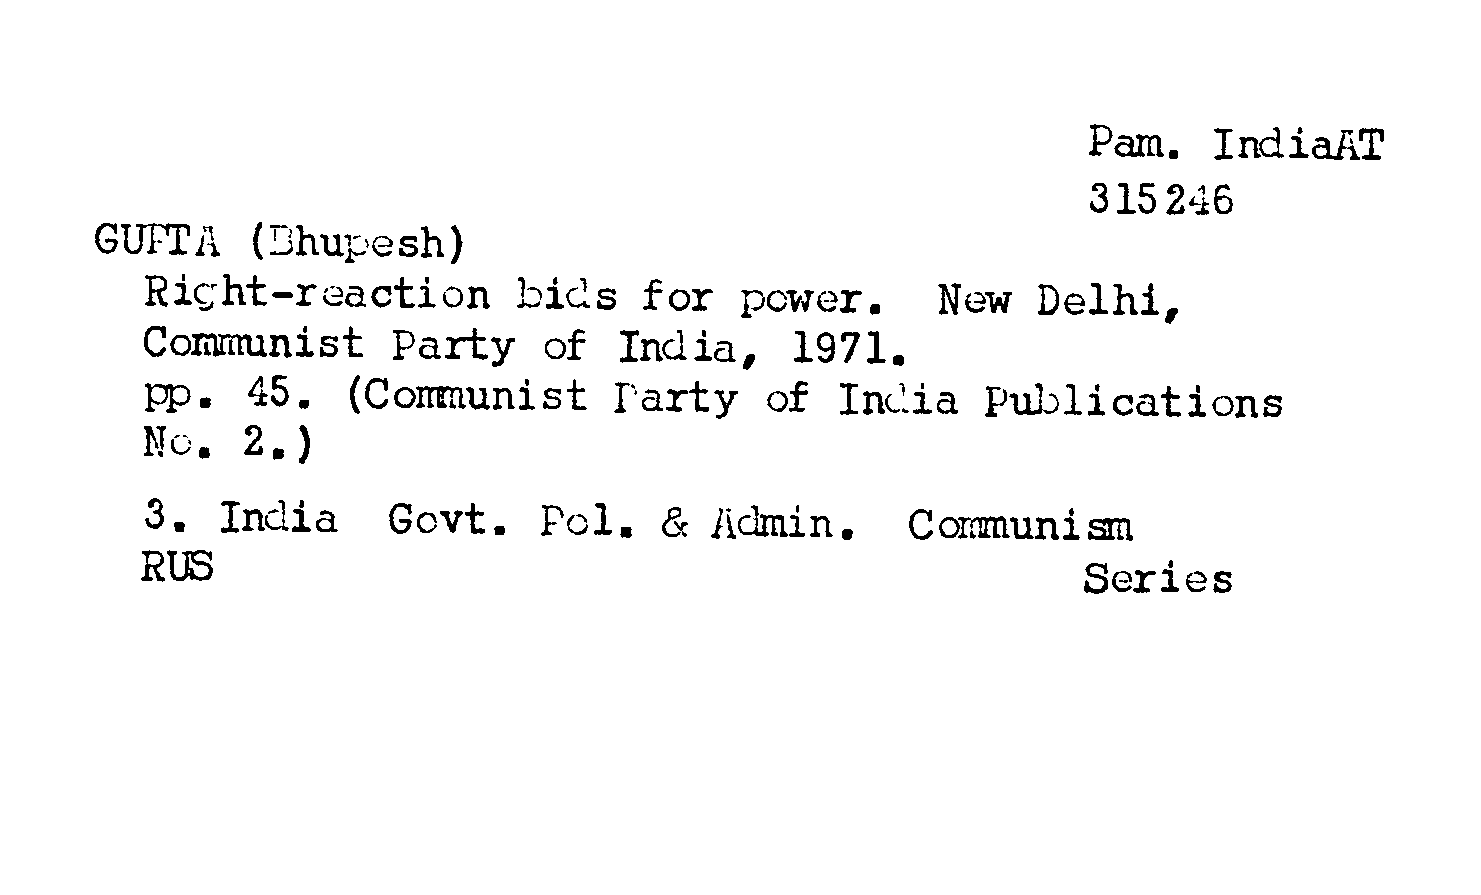 Pam. IndiaAT
315246
GUPTA (Bhupesh)
Right-reaction bids for power. New Delhi,
Communist Party of India, 1971.
pp. 45. (Communist Party of India Publications
No. 2.)
3. India Govt. Pol. & Admin. Communism
RUS
Series